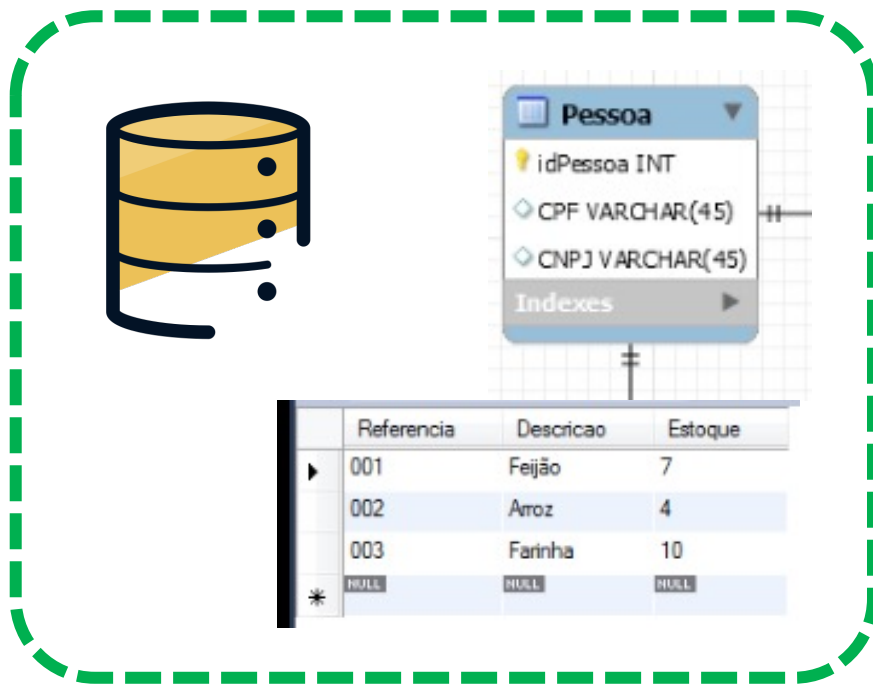 Pessoa
idPessoa INT
CPF VARCHAR(45)
CNPJ VARCHAR(45)
Indexes
Referencia Descricao Estoque
001 Feijão 7
002 Arroz 4
003 Farinha 10
NULL NULL NULL